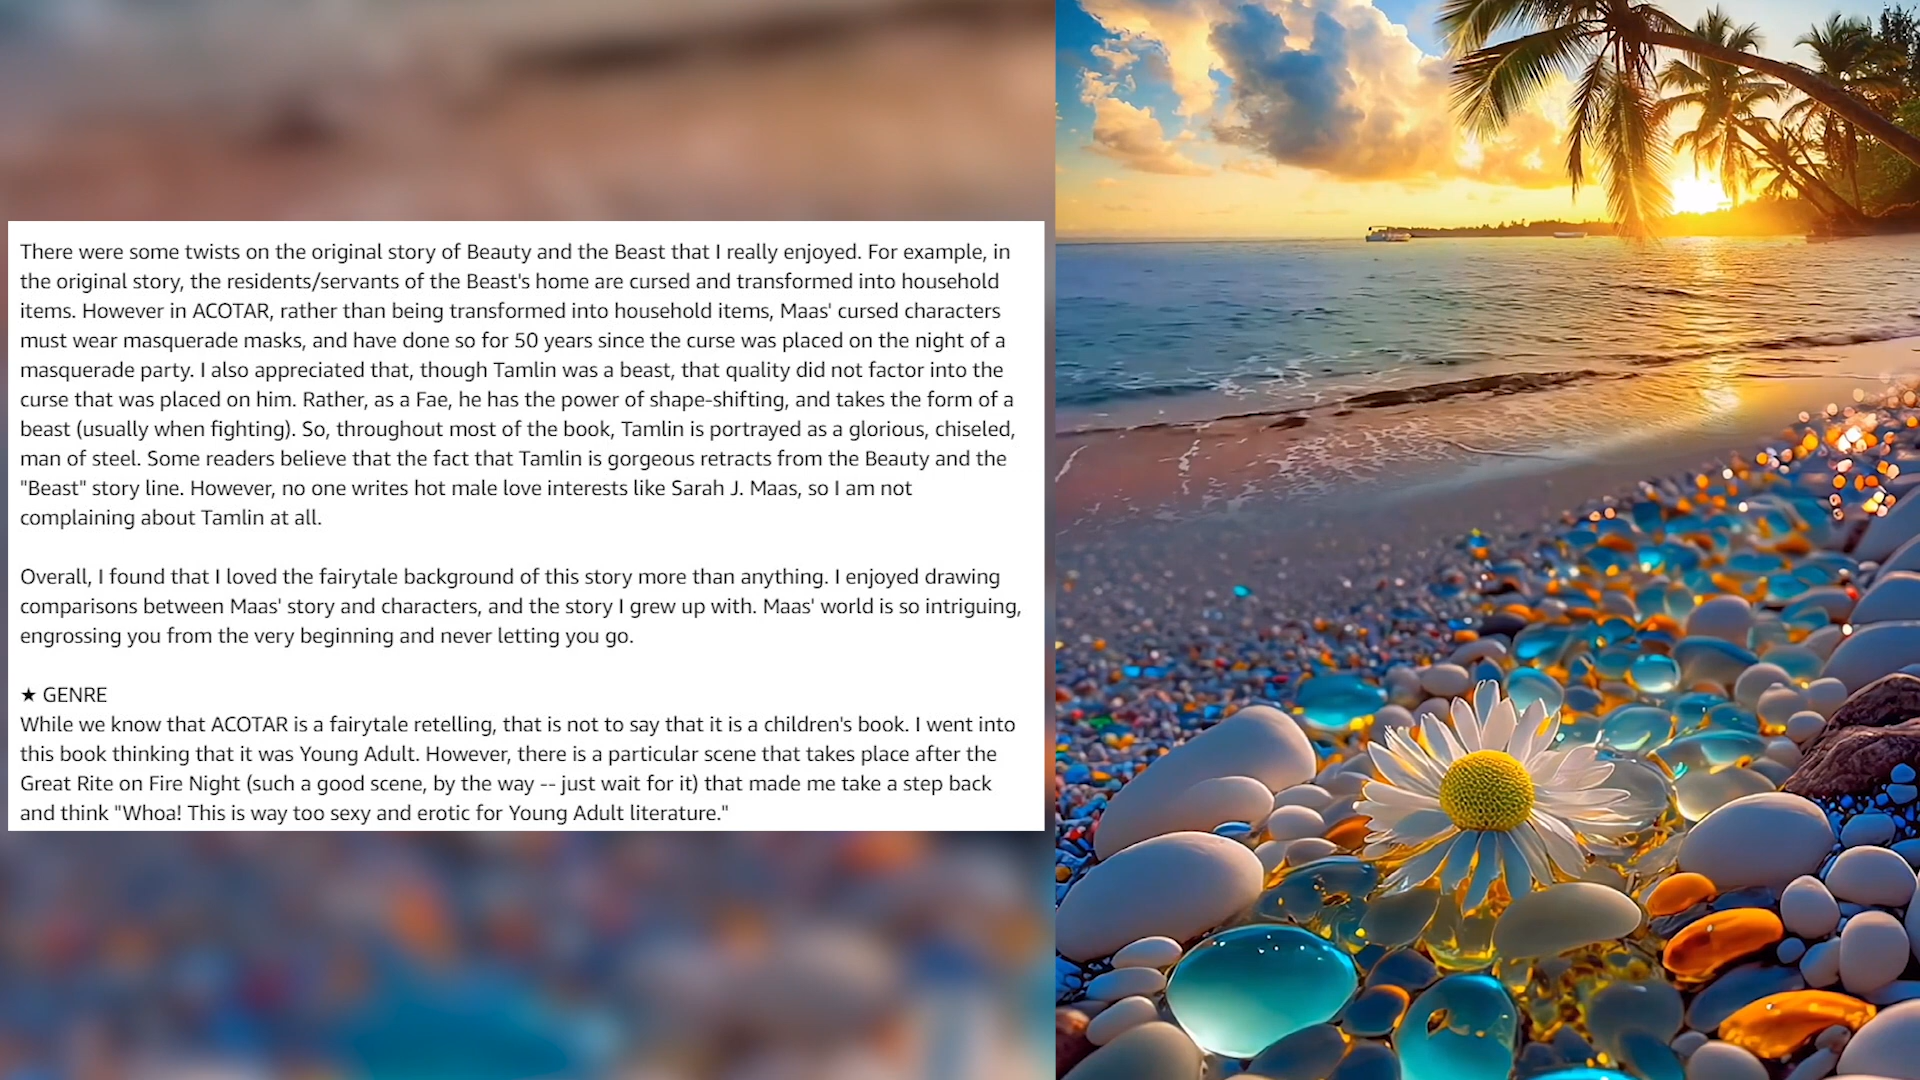 There were some twists on the original story of Beauty and the Beast that I really enjoyed. For example, in
the original story, the residents/servants of the Beast's home are cursed and transformed into household
items. However in ACOTAR, rather than being transformed into household items, Maas' cursed characters
must wear masquerade masks, and have done so for 50 years since the curse was placed on the night of a
masquerade party. I also appreciated that, though Tamlin was a beast, that quality did not factor into the
curse that was placed on him. Rather, as a Fae, he has the power of shape-shifting, and takes the form of a
beast (usually when fighting). So, throughout most of the book, Tamlin is portrayed as a glorious, chiseled,
man of steel. Some readers believe that the fact that Tamlin is gorgeous retracts from the Beauty and the
"Beast" story line. However, no one writes hot male love interests like Sarah J. Maas, so I am not
complaining about Tamlin at all.
Overall, I found that I loved the fairytale background of this story more than anything. I enjoyed drawing
comparisons between Maas' story and characters, and the story I grew up with. Maas' world is so intriguing,
engrossing you from the very beginning and never letting you go.
★ GENRE
While we know that ACOTAR is a fairytale retelling, that is not to say that it is a children's book. I went into
this book thinking that it was Young Adult. However, there is a particular scene that takes place after the
Great Rite on Fire Night (such a good scene, by the way -- just wait for it) that made me take a step back
and think "Whoa! This is way too sexy and erotic for Young Adult literature."